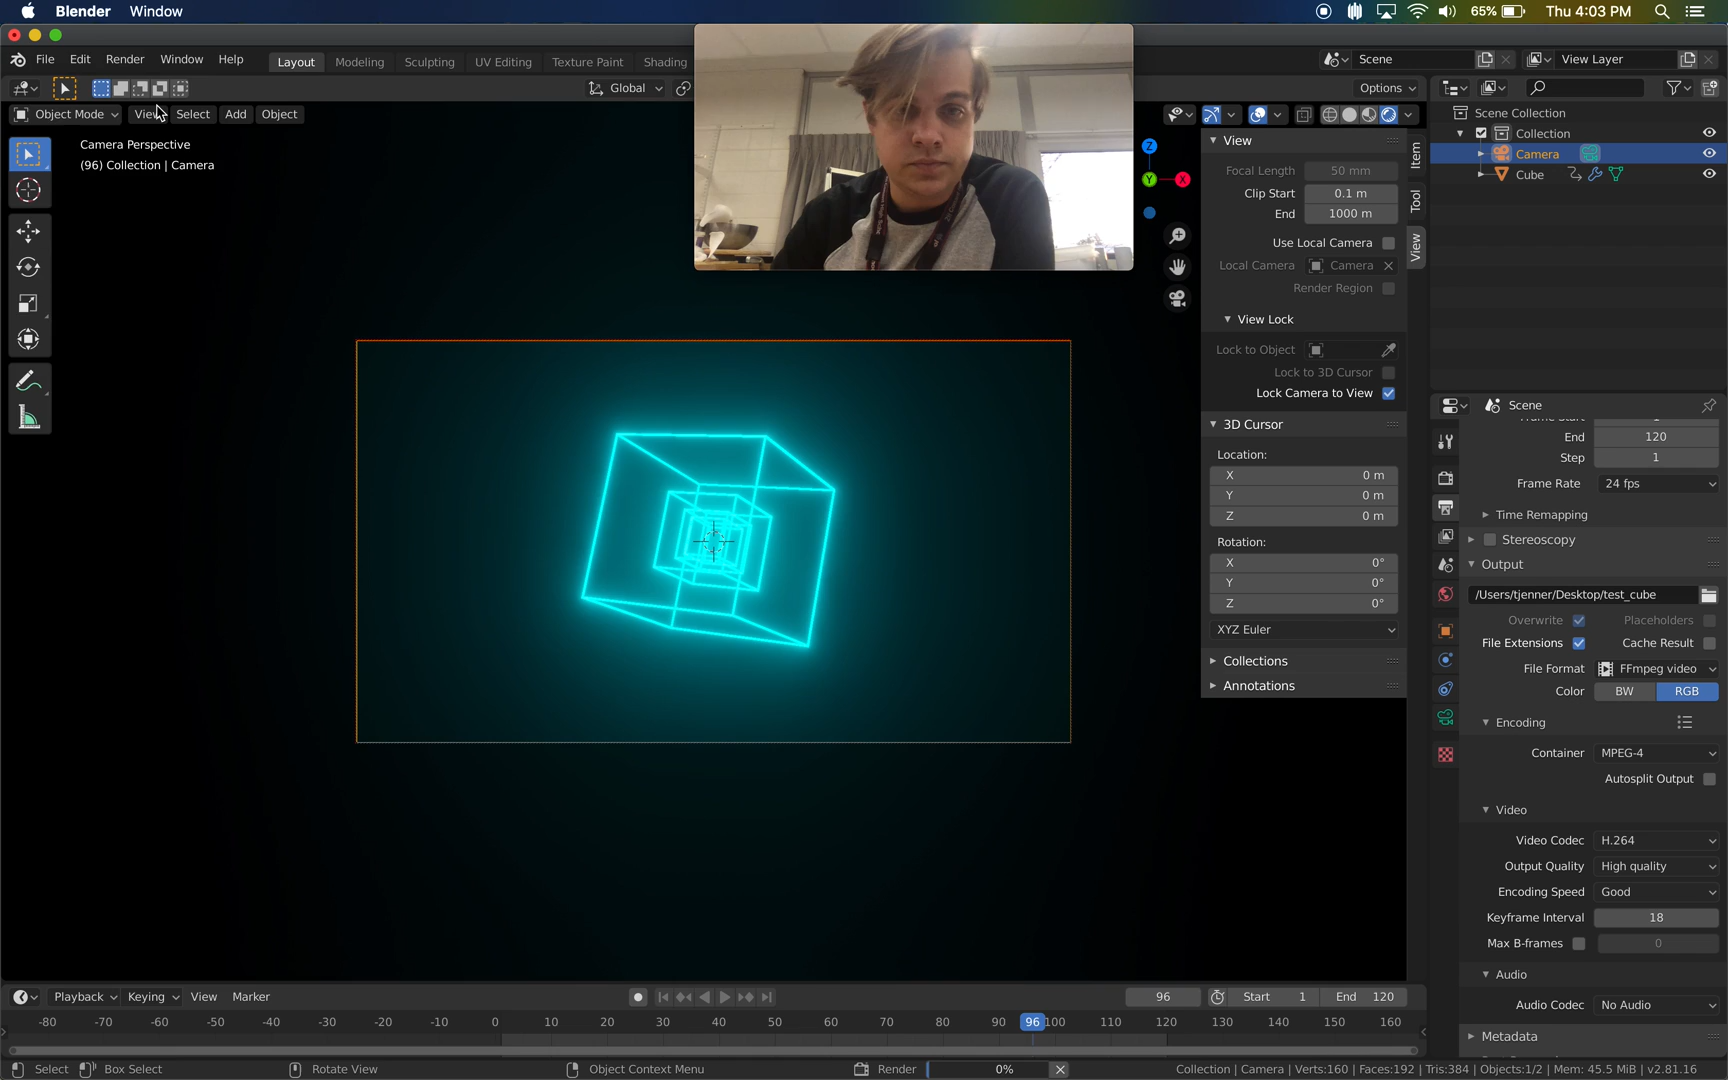 Blender Window
65% Thu 4:03 PM
File Edit Render Window Help
Layout Modeling Sculpting UV Editing Texture Paint Shading
Scene View Layer
Global Options
Object Mode View Select Add Object
Camera Perspective
(96) Collection | Camera
Z
Y
X
View
Focal Length 50 mm
Clip Start 0.1 m
End 1000 m
Use Local Camera
Local Camera Camera
Render Region
View Lock
Lock to Object
Lock to 3D Cursor
Lock Camera to View
3D Cursor
Location:
X 0 m
Y 0 m
Z 0 m
Rotation:
X 0°
Y 0°
Z 0°
XYZ Euler
Collections
Annotations
Item
Tool
View
Scene Collection
Collection
Camera
Cube
Scene
End 120
Step 1
Frame Rate 24 fps
Time Remapping
Stereoscopy
Output
/Users/tjenner/Desktop/test_cube
Overwrite Placeholders
File Extensions Cache Result
File Format FFmpeg video
Color BW RGB
Encoding
Container MPEG-4
Autosplit Output
Video
Video Codec H.264
Output Quality High quality
Encoding Speed Good
Keyframe Interval 18
Max B-frames 0
Audio
Audio Codec No Audio
Metadata
Playback Keying View Marker
96 Start 1 End 120
-80 -70 -60 -50 -40 -30 -20 -10 0 10 20 30 40 50 60 70 80 90 96 100 110 120 130 140 150 160
Select Box Select Rotate View Object Context Menu Render 0% Collection | Camera | Verts:160 | Faces:192 | Tris:384 | Objects:1/2 | Mem: 45.5 MiB | v2.81.16